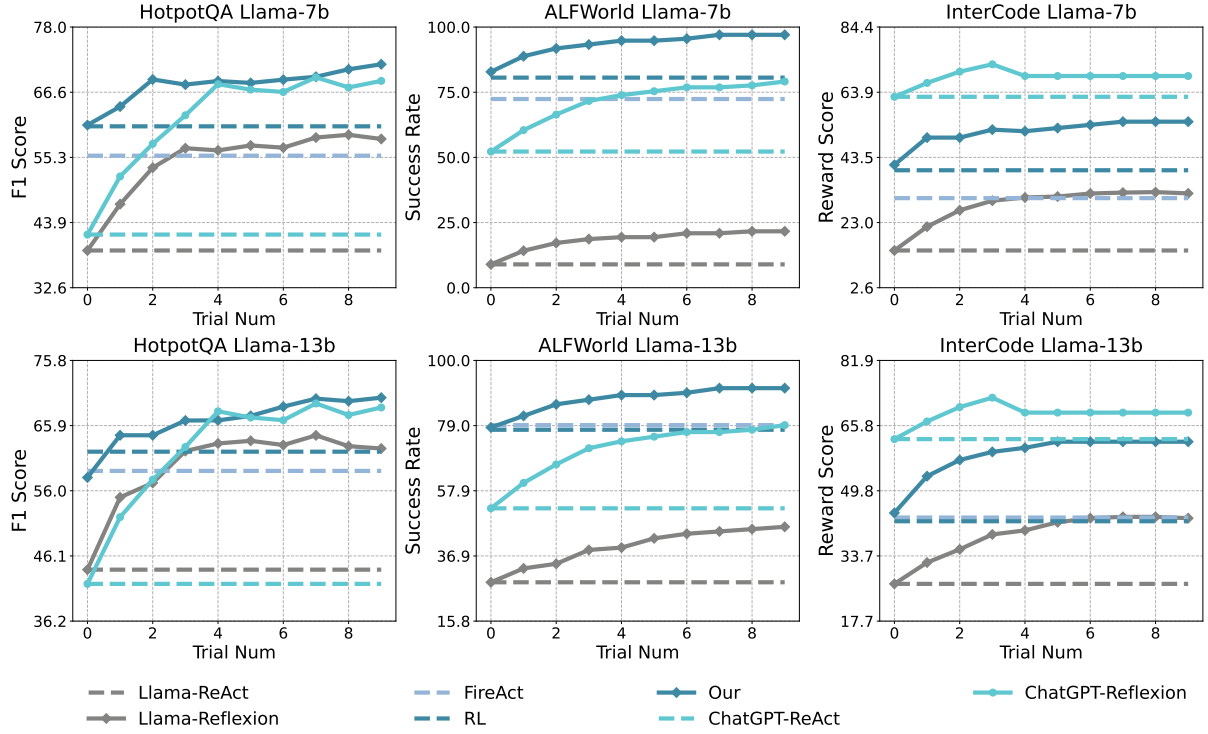 HotpotQA Llama-7b
78.0
66.6
55.3
43.9
32.6
F1 Score
0 2 4 6 8
Trial Num
ALFWorld Llama-7b
100.0
75.0
50.0
25.0
0.0
Success Rate
0 2 4 6 8
Trial Num
InterCode Llama-7b
84.4
63.9
43.5
23.0
2.6
Reward Score
0 2 4 6 8
Trial Num
HotpotQA Llama-13b
75.8
65.9
56.0
46.1
36.2
F1 Score
0 2 4 6 8
Trial Num
ALFWorld Llama-13b
100.0
79.0
57.9
36.9
15.8
Success Rate
0 2 4 6 8
Trial Num
InterCode Llama-13b
81.9
65.8
49.8
33.7
17.7
Reward Score
0 2 4 6 8
Trial Num
Llama-ReAct
Llama-Reflexion
FireAct
RL
Our
ChatGPT-ReAct
ChatGPT-Reflexion